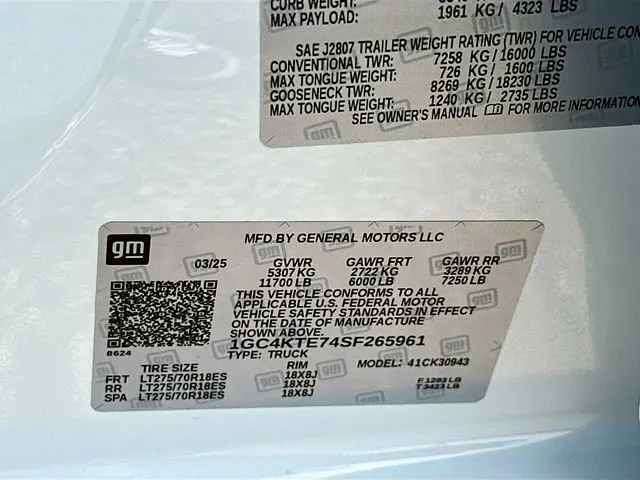 CURB WEIGHT:
MAX PAYLOAD: 1961 KG / 4323 LBS
SAE J2807 TRAILER WEIGHT RATING (TWR) FOR VEHICLE
CONVENTIONAL TWR: 7258 KG/16000 LBS
MAX TONGUE WEIGHT: 726 KG / 1600 LBS
GOOSENECK TWR: 8269 KG/18230 LBS
MAX TONGUE WEIGHT: 1240 KG/ 2735 LBS
SEE OWNER'S MANUAL FOR MORE INFORMATION
gm
MFD BY GENERAL MOTORS LLC
03/25 GVWR GAWR FRT GAWR RR
5307 KG 2722 KG 3289 KG
11700 LB 6000 LB 7250 LB
THIS VEHICLE CONFORMS TO ALL
APPLICABLE U.S. FEDERAL MOTOR
VEHICLE SAFETY STANDARDS IN EFFECT
ON THE DATE OF MANUFACTURE
SHOWN ABOVE.
1GC4KTE74SF265961
8624
TYPE: TRUCK MODEL: 41CK30943
TIRE SIZE RIM
FRT LT275/70R18ES 18X8J F 1283 LB
RR LT275/70R18ES 18X8J T 3423 LB
SPA LT275/70R18ES 18X8J